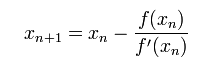 x_{n+1} = x_n - \frac{f(x_n)}{f'(x_n)}